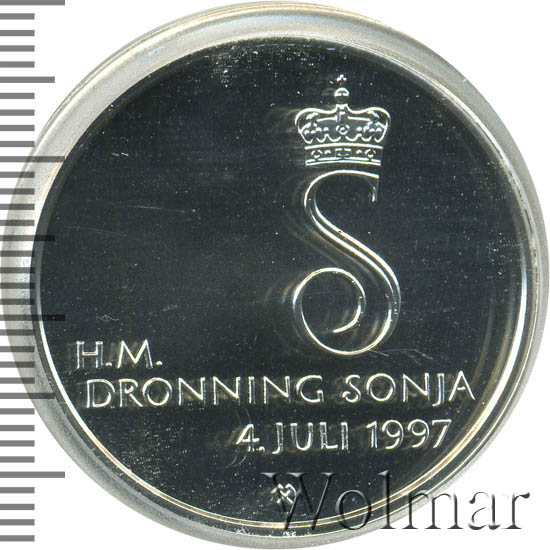 S
H.M.
DRONNING SONJA
4. JULI 1997
Wolmar